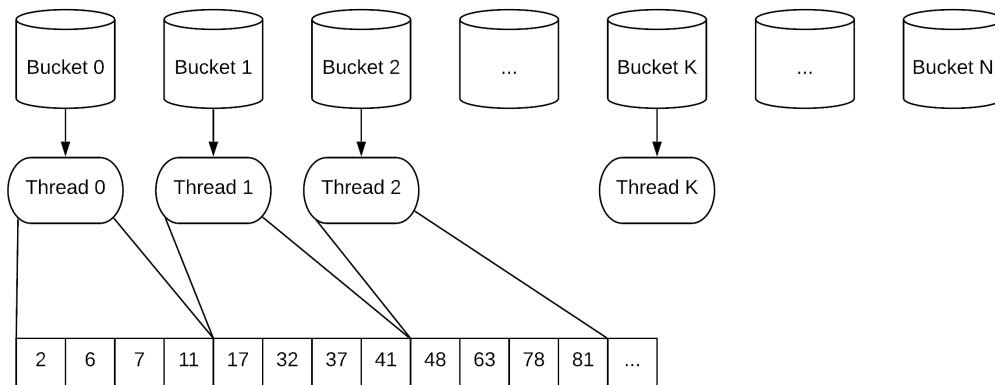 Bucket 0 Bucket 1 Bucket 2 ... Bucket K ... Bucket N
Thread 0 Thread 1 Thread 2 Thread K
2 6 7 11 17 32 37 41 48 63 78 81 ...